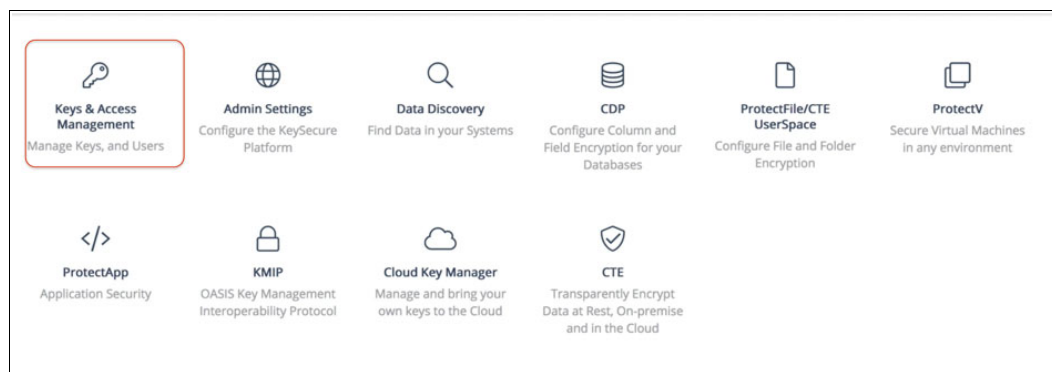 Keys & Access
Management
Manage Keys, and Users
Admin Settings
Configure the KeySecure
Platform
Data Discovery
Find Data in your Systems
CDP
Configure Column and
Field Encryption for your
Databases
ProtectFile/CTE
UserSpace
Configure File and Folder
Encryption
ProtectV
Secure Virtual Machines
in any environment
</>
ProtectApp
Application Security
KMIP
OASIS Key Management
Interoperability Protocol
Cloud Key Manager
Manage and bring your
own keys to the Cloud
CTE
Transparently Encrypt
Data at Rest, On-premise
and in the Cloud